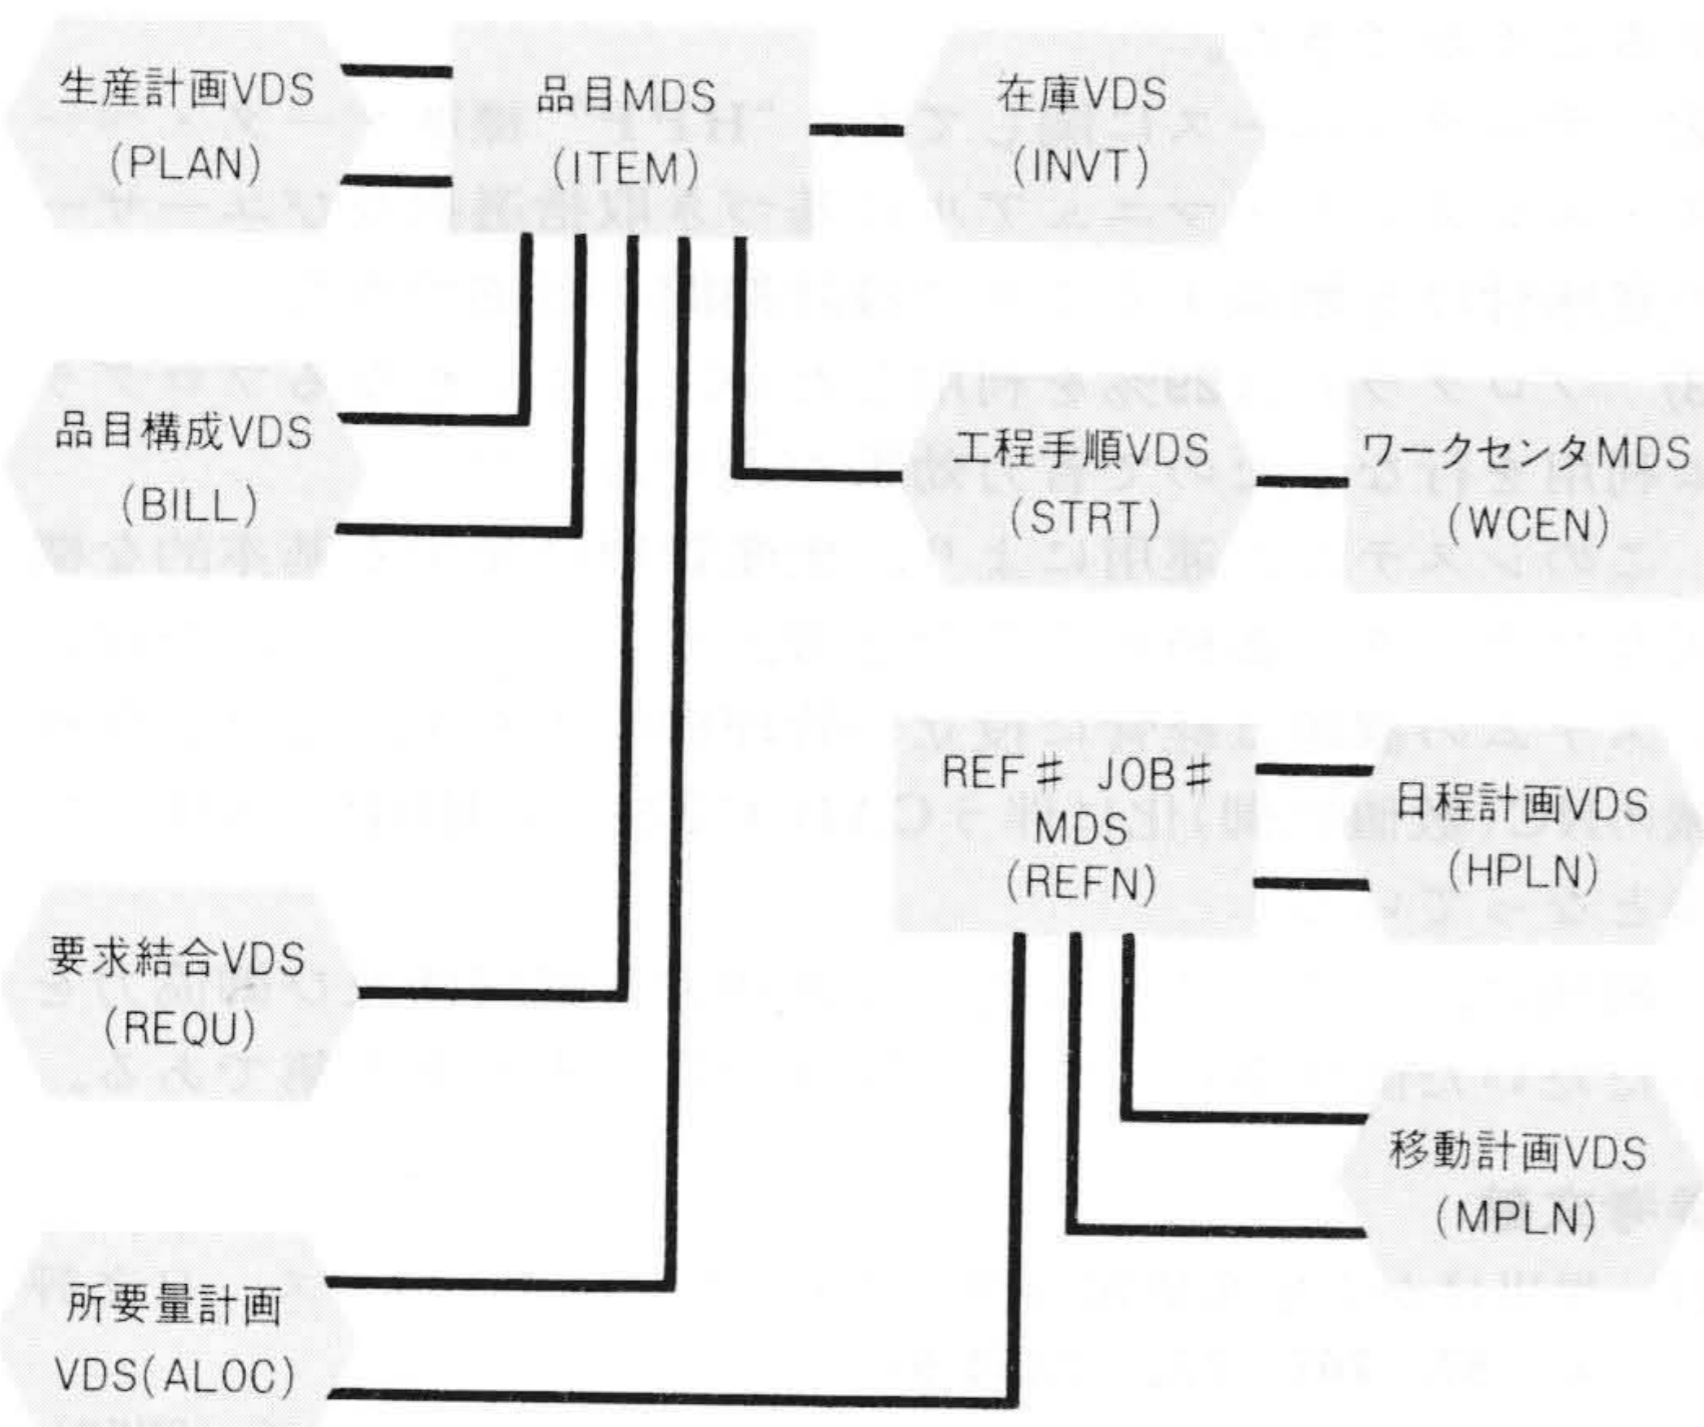 生産計画VDS
(PLAN)
品目MDS
(ITEM)
在庫VDS
(INVT)
品目構成VDS
(BILL)
工程手順VDS
(STRT)
ワークセンタMDS
(WCEN)
REF♯ JOB♯
MDS
(REFN)
日程計画VDS
(HPLN)
要求結合VDS
(REQU)
移動計画VDS
(MPLN)
所要量計画
VDS(ALOC)